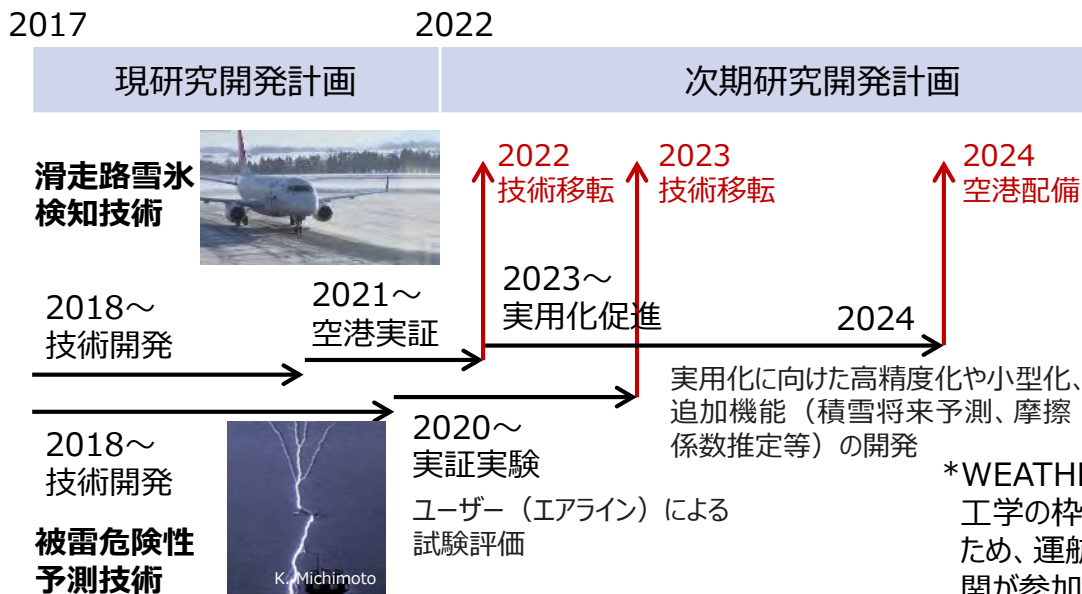 2017
2022
現研究開発計画
次期研究開発計画
滑走路雪氷
検知技術
2022
技術移転
2023
技術移転
2024
空港配備
2018～
技術開発
2021～
空港実証
2023～
実用化促進
2024
実用化に向けた高精度化や小型化、
追加機能（積雪将来予測、摩擦
係数推定等）の開発
2018～
技術開発
2020～
実証実験
ユーザー（エアライン）による
試験評価
被雷危険性
予測技術
K. Michimoto
*WEATH
工学の枠
ため、運航
関が参加